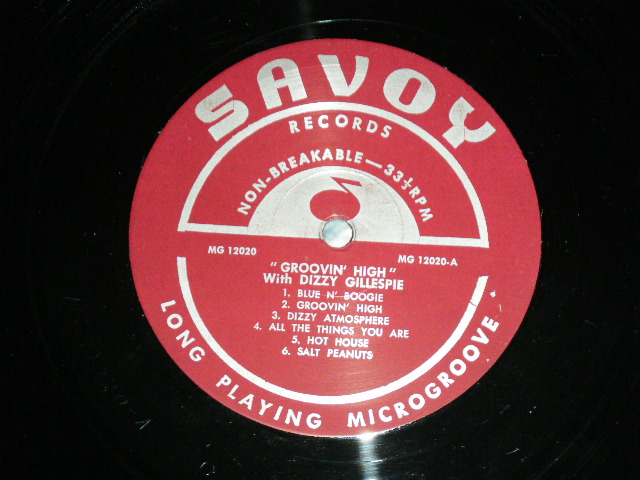 SAVOY
RECORDS
NON-BREAKABLE—33⅓RPM
MG 12020
MG 12020-A
"GROOVIN' HIGH"
With DIZZY GILLESPIE
1. BLUE N' BOOGIE
2. GROOVIN' HIGH
3. DIZZY ATMOSPHERE
4. ALL THE THINGS YOU ARE
5. HOT HOUSE
6. SALT PEANUTS
LONG PLAYING MICROGROOVE